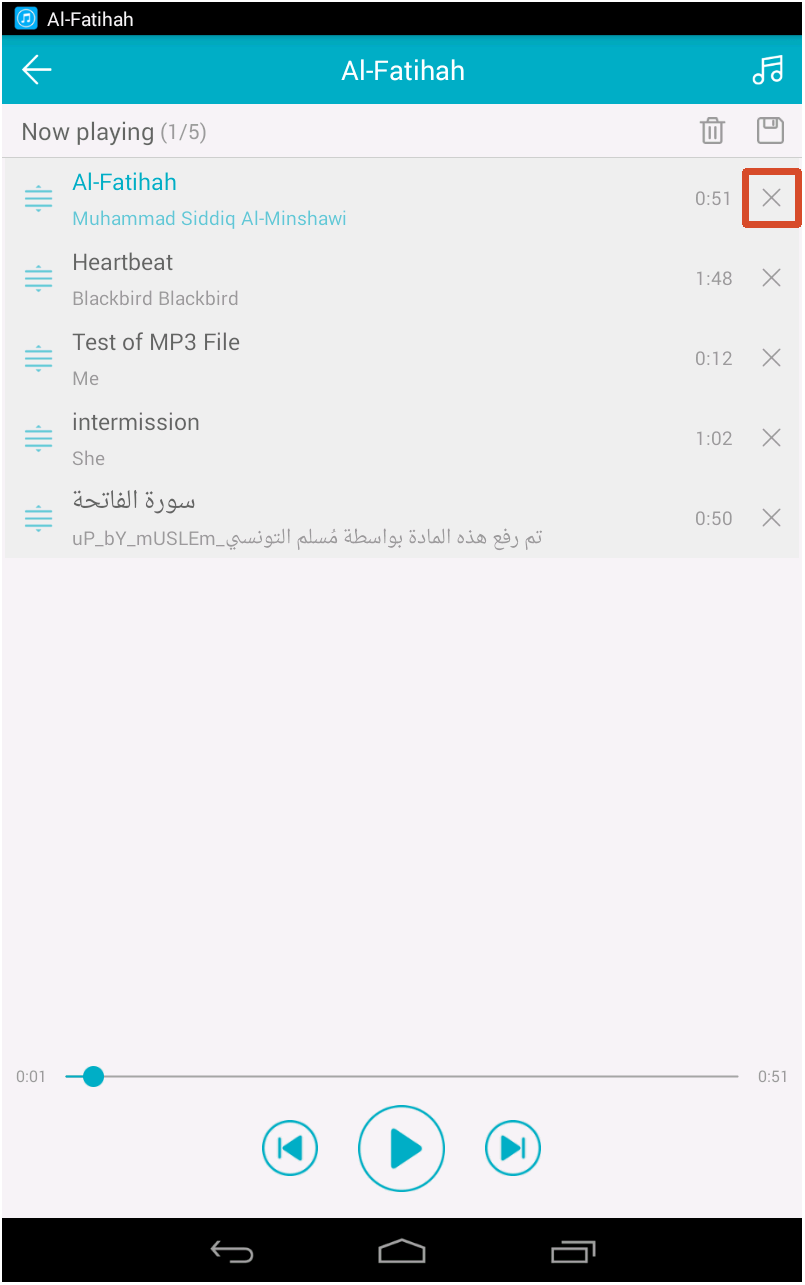 Al-Fatihah
Al-Fatihah
Now playing (1/5)
Al-Fatihah
0:51
Muhammad Siddiq Al-Minshawi
Heartbeat
1:48
Blackbird Blackbird
Test of MP3 File
0:12
Me
intermission
1:02
She
سورة الفاتحة
0:50
uP_bY_mUSLEm_تم رفع هذه المادة بواسطة مُسلم التونسي
0:01
0:51